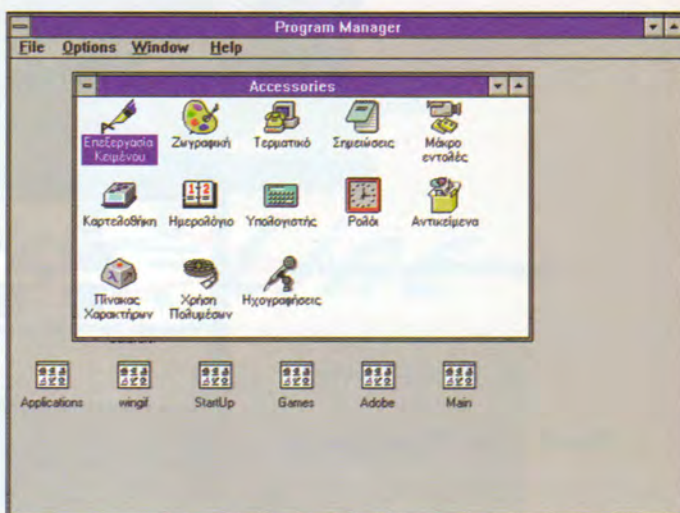 Program Manager
File Options Window Help
Accessories
Επεξεργασία Κειμένου
Ζωγραφική
Τερματικό
Σημειώσεις
Μάκρο εντολές
Καρτελοθήκη
Ημερολόγιο
Υπολογιστής
Ρολόι
Αντικείμενα
Πίνακας Χαρακτήρων
Χρήση Πολυμέσων
Ηχογραφήσεις
Applications wingif StartUp Games Adobe Main